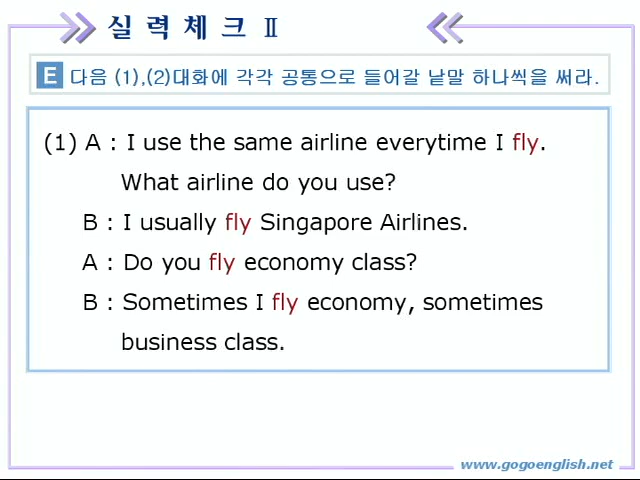 실 력 체 크 Ⅱ
E 다음 (1),(2)대화에 각각 공통으로 들어갈 낱말 하나씩을 써라.
(1) A : I use the same airline everytime I fly.
What airline do you use?
B : I usually fly Singapore Airlines.
A : Do you fly economy class?
B : Sometimes I fly economy, sometimes
business class.
www.gogoenglish.net